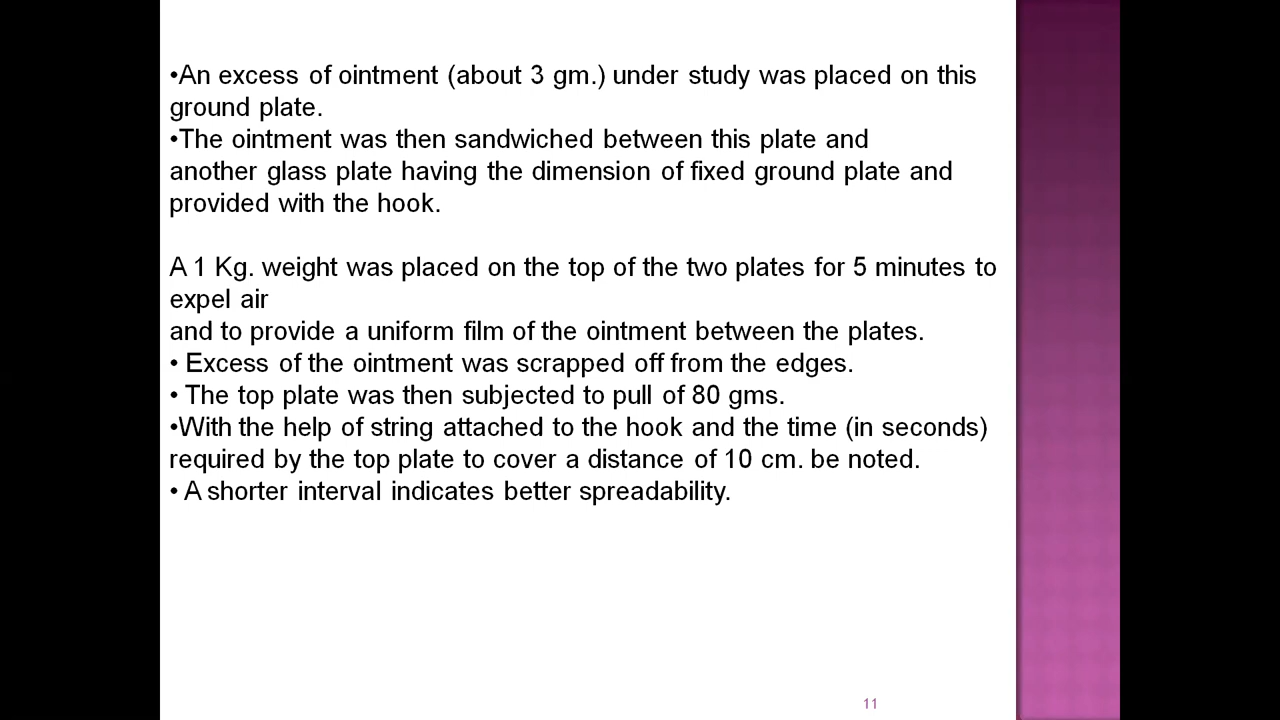 •An excess of ointment (about 3 gm.) under study was placed on this
ground plate.
•The ointment was then sandwiched between this plate and
another glass plate having the dimension of fixed ground plate and
provided with the hook.
A 1 Kg. weight was placed on the top of the two plates for 5 minutes to
expel air
and to provide a uniform film of the ointment between the plates.
• Excess of the ointment was scrapped off from the edges.
• The top plate was then subjected to pull of 80 gms.
•With the help of string attached to the hook and the time (in seconds)
required by the top plate to cover a distance of 10 cm. be noted.
• A shorter interval indicates better spreadability.
11